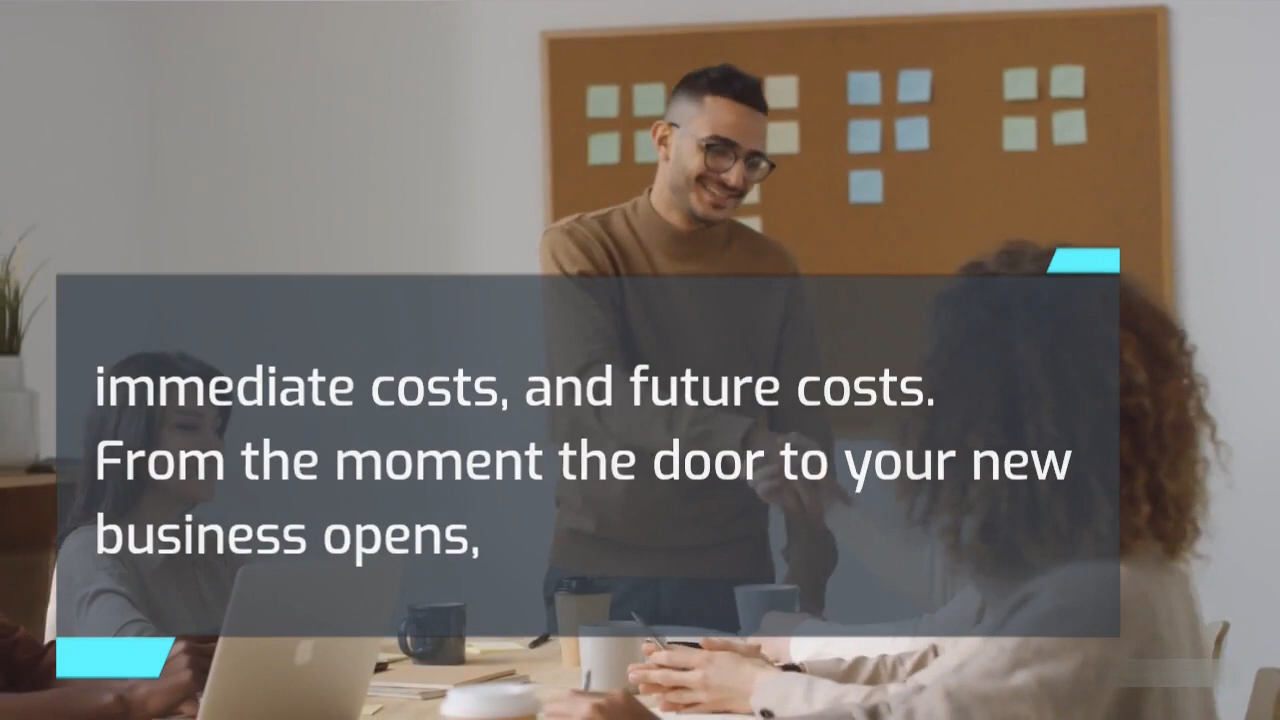 immediate costs, and future costs.
From the moment the door to your new
business opens,